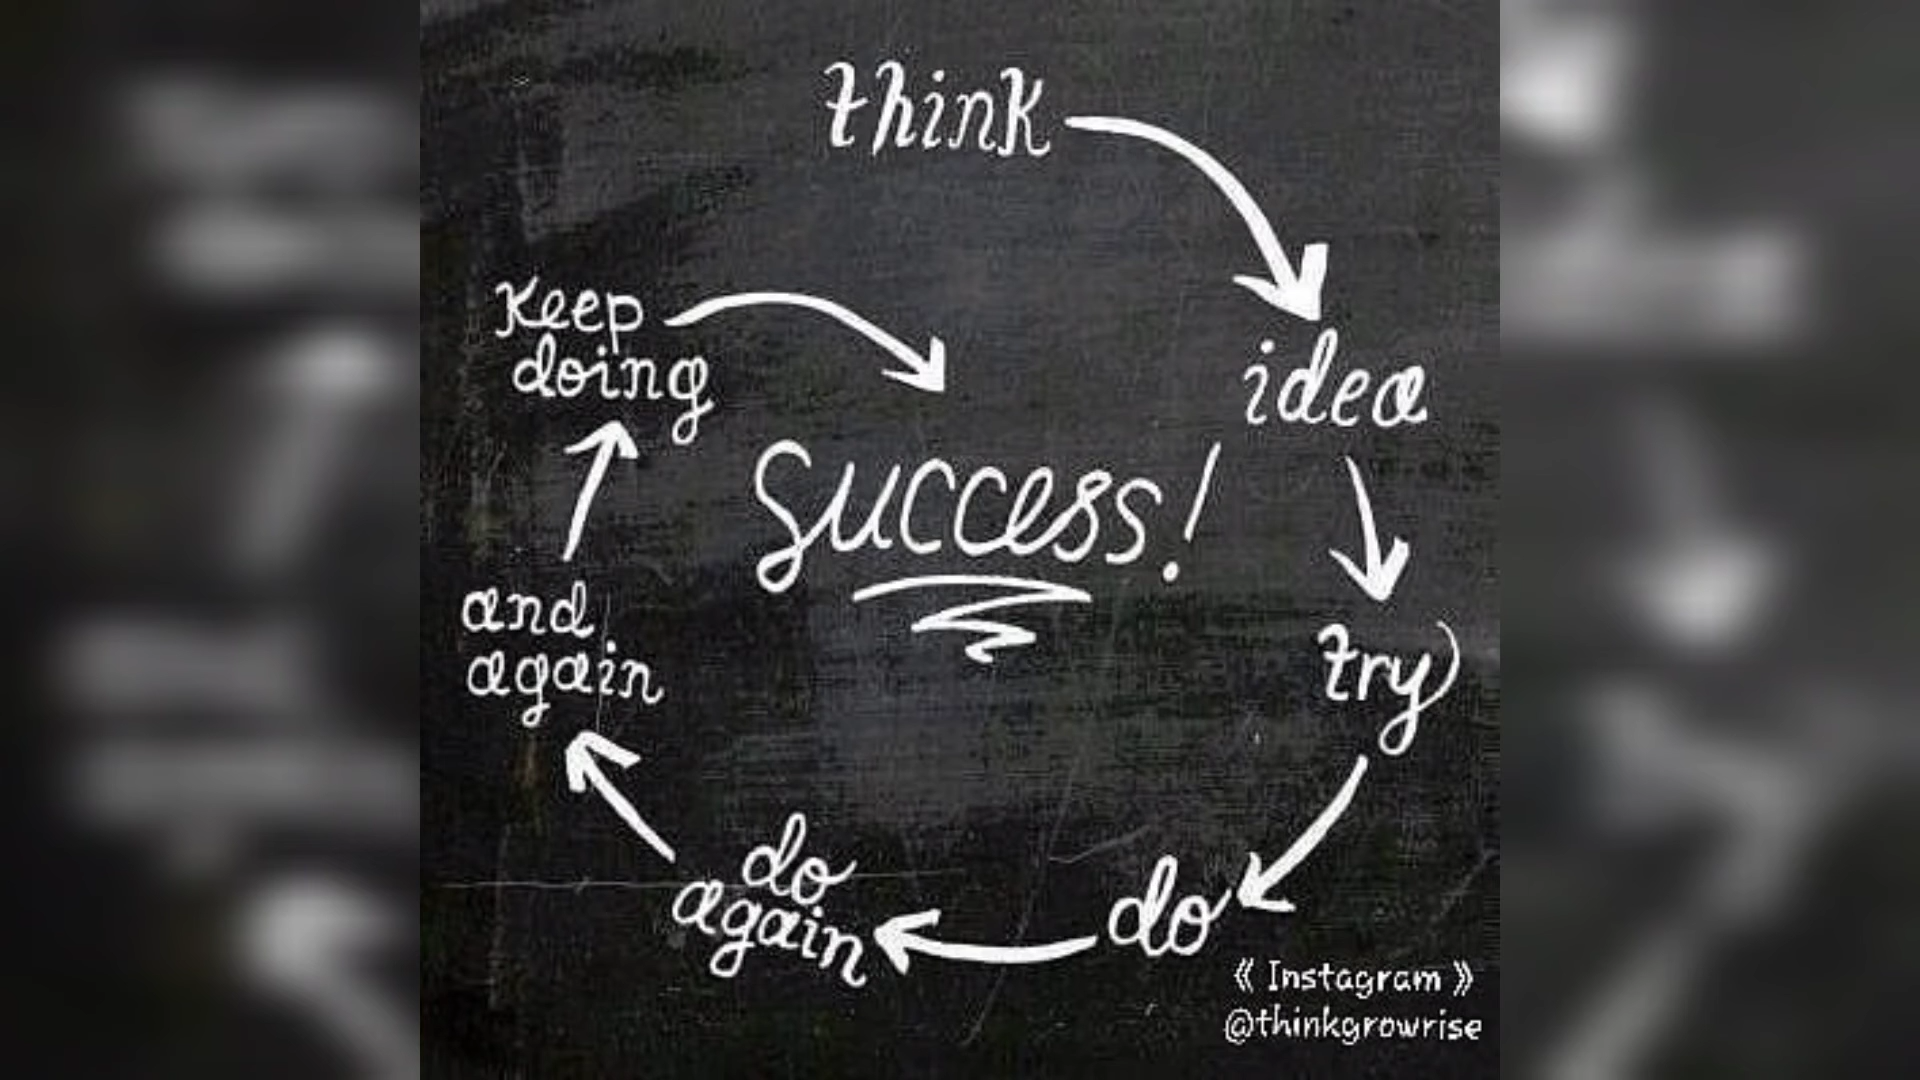 think
idea
try
do
do
again
and
again
Keep
doing
Success!
《 Instagram 》
@thinkgrowrise